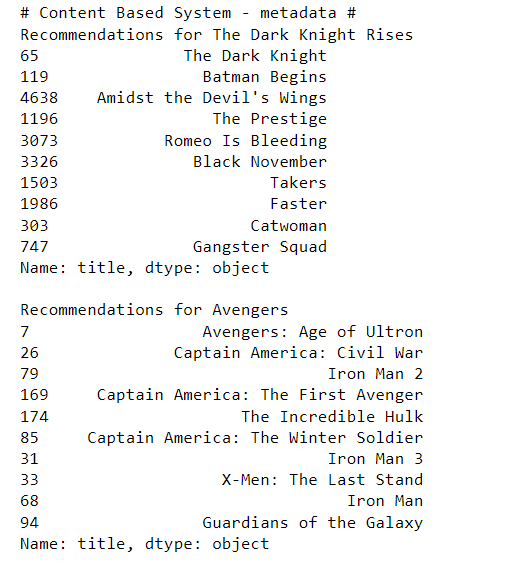 # Content Based System - metadata #
Recommendations for The Dark Knight Rises
65 The Dark Knight
119 Batman Begins
4638 Amidst the Devil's Wings
1196 The Prestige
3073 Romeo Is Bleeding
3326 Black November
1503 Takers
1986 Faster
303 Catwoman
747 Gangster Squad
Name: title, dtype: object

Recommendations for Avengers
7 Avengers: Age of Ultron
26 Captain America: Civil War
79 Iron Man 2
169 Captain America: The First Avenger
174 The Incredible Hulk
85 Captain America: The Winter Soldier
31 Iron Man 3
33 X-Men: The Last Stand
68 Iron Man
94 Guardians of the Galaxy
Name: title, dtype: object